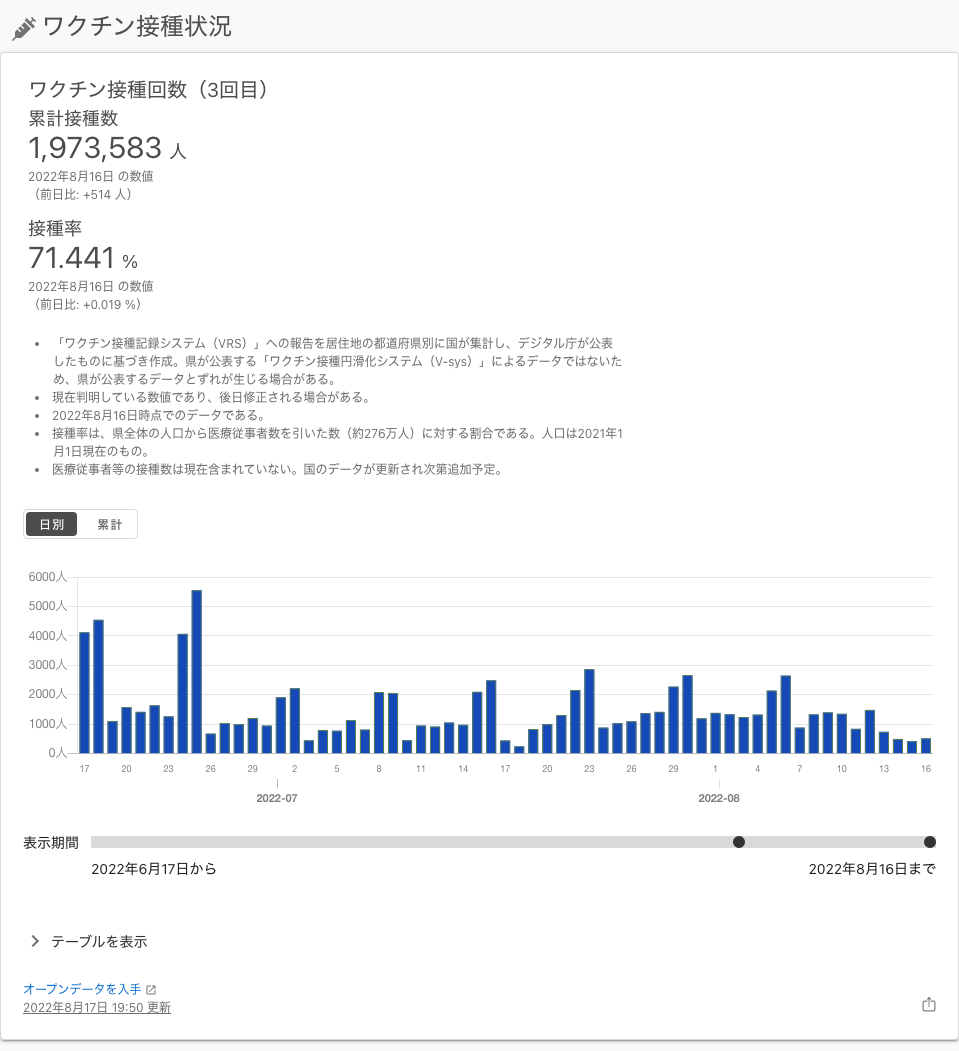 ワクチン接種状況
ワクチン接種回数（3回目）
累計接種数
1,973,583 人
2022年8月16日 の数値
（前日比: +514 人）
接種率
71.441 %
2022年8月16日 の数値
（前日比: +0.019 %）
• 「ワクチン接種記録システム（VRS）」への報告を居住地の都道府県別に国が集計し、デジタル庁が公表
したものに基づき作成。県が公表する「ワクチン接種円滑化システム（V-sys）」によるデータではないた
め、県が公表するデータとずれが生じる場合がある。
• 現在判明している数値であり、後日修正される場合がある。
• 2022年8月16日時点でのデータである。
• 接種率は、県全体の人口から医療従事者数を引いた数（約276万人）に対する割合である。人口は2021年1
月1日現在のもの。
• 医療従事者等の接種数は現在含まれていない。国のデータが更新され次第追加予定。
日別 累計
6000人
5000人
4000人
3000人
2000人
1000人
0人
17 20 23 26 29 2 5 8 11 14 17 20 23 26 29 1 4 7 10 13 16
2022-07 2022-08
表示期間
2022年6月17日から 2022年8月16日まで
テーブルを表示
オープンデータを入手
2022年8月17日 19:50 更新